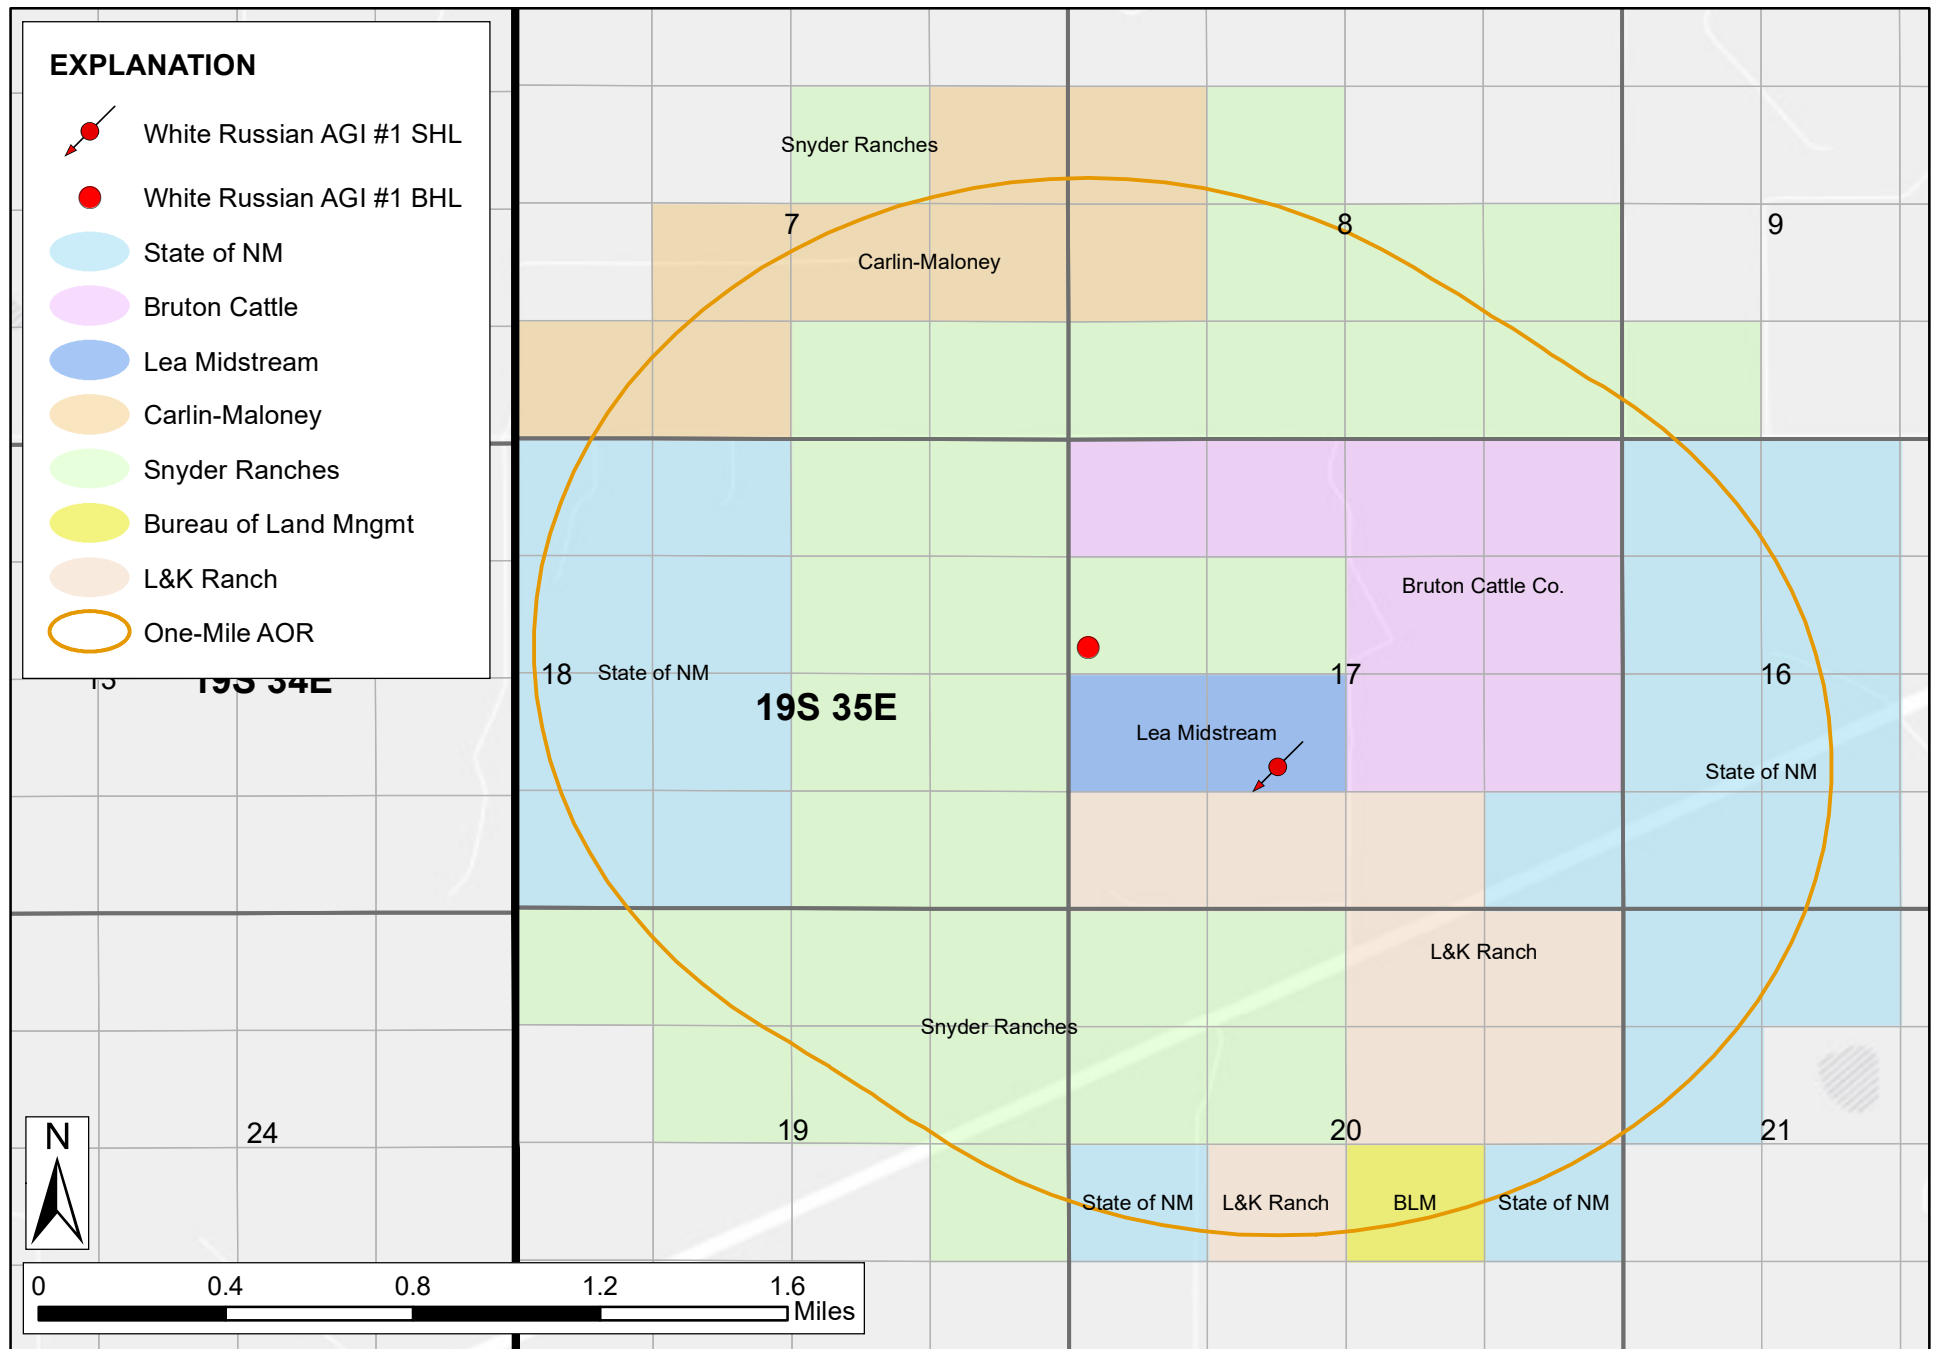 EXPLANATION
White Russian AGI #1 SHL
White Russian AGI #1 BHL
State of NM
Bruton Cattle
Lea Midstream
Carlin-Maloney
Snyder Ranches
Bureau of Land Mngmt
L&K Ranch
One-Mile AOR
Snyder Ranches
7
8
9
Carlin-Maloney
Bruton Cattle Co.
18
State of NM
17
16
19S 34E
19S 35E
Lea Midstream
State of NM
L&K Ranch
Snyder Ranches
24
19
20
21
N
State of NM
L&K Ranch
BLM
State of NM
0
0.4
0.8
1.2
1.6
Miles